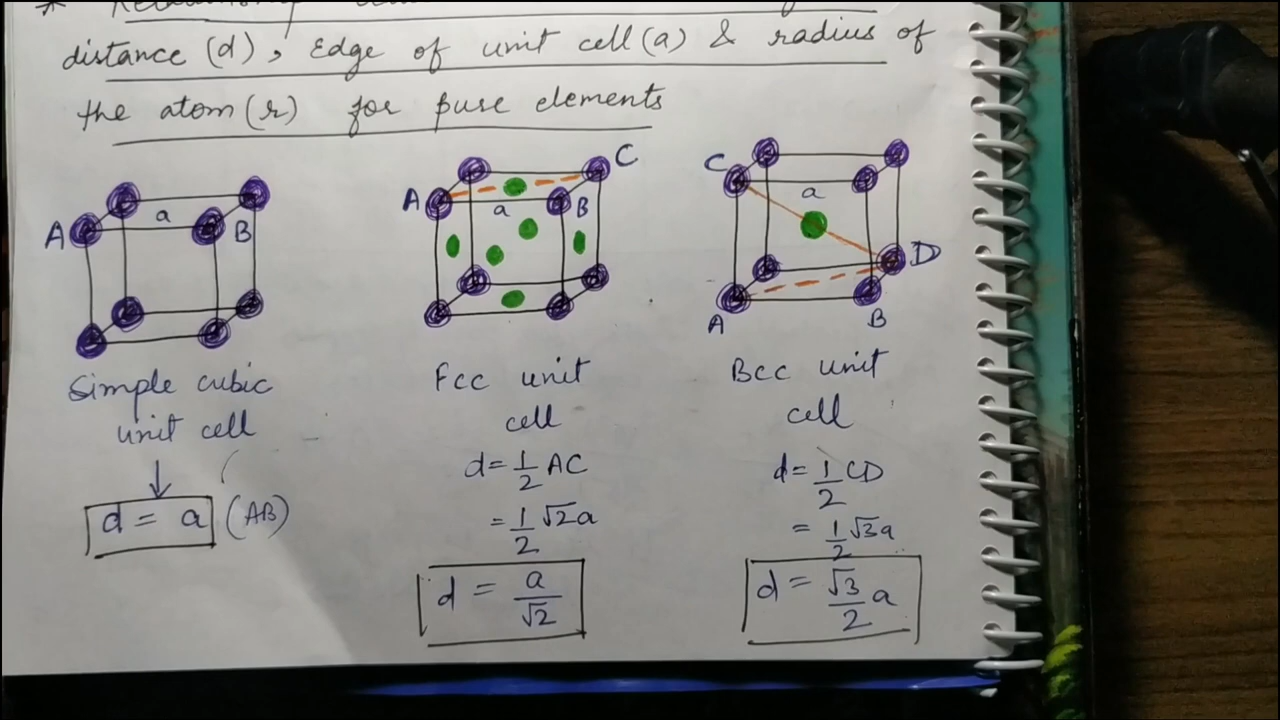 * Relationship
distance (d), Edge of unit cell (a) & radius of
the atom (r) for pure elements
A a B
A a B C
C a D A B
Simple cubic
unit cell
↓
d = a (AB)
Fcc unit
cell
d = 1/2 AC
= 1/2 √2a
d = a/√2
Bcc unit
cell
d = 1/2 CD
= 1/2 √3a
d = √3/2 a